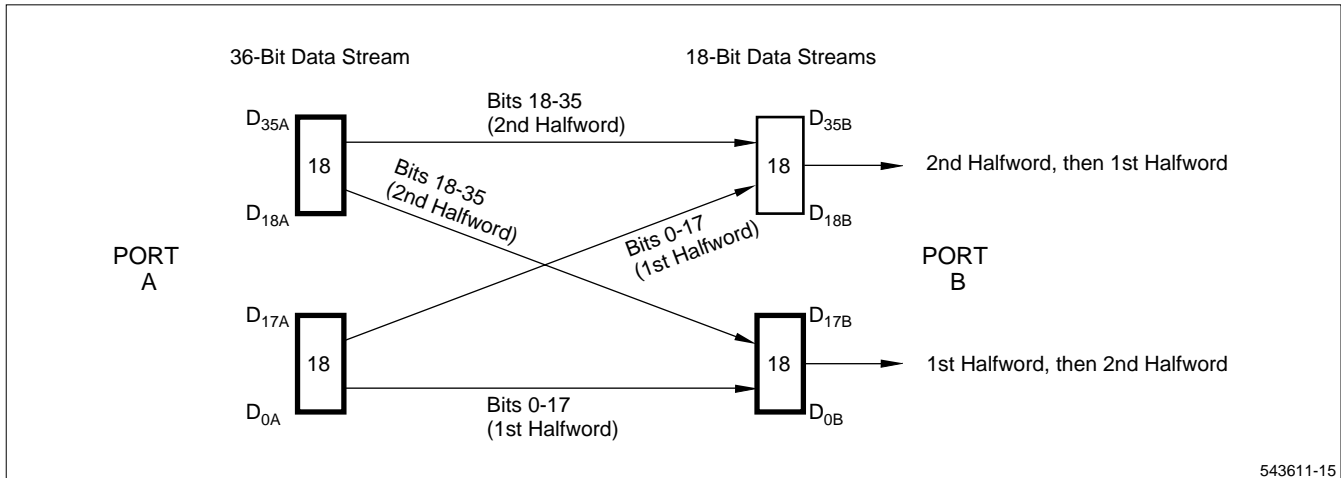 36-Bit Data Stream
18-Bit Data Streams
Bits 18-35
(2nd Halfword)
D35A
D35B
18
18
2nd Halfword, then 1st Halfword
Bits 18-35
(2nd Halfword)
D18A
D18B
Bits 0-17
(1st Halfword)
PORT
A
PORT
B
D17A
D17B
18
18
1st Halfword, then 2nd Halfword
D0A
D0B
Bits 0-17
(1st Halfword)
543611-15